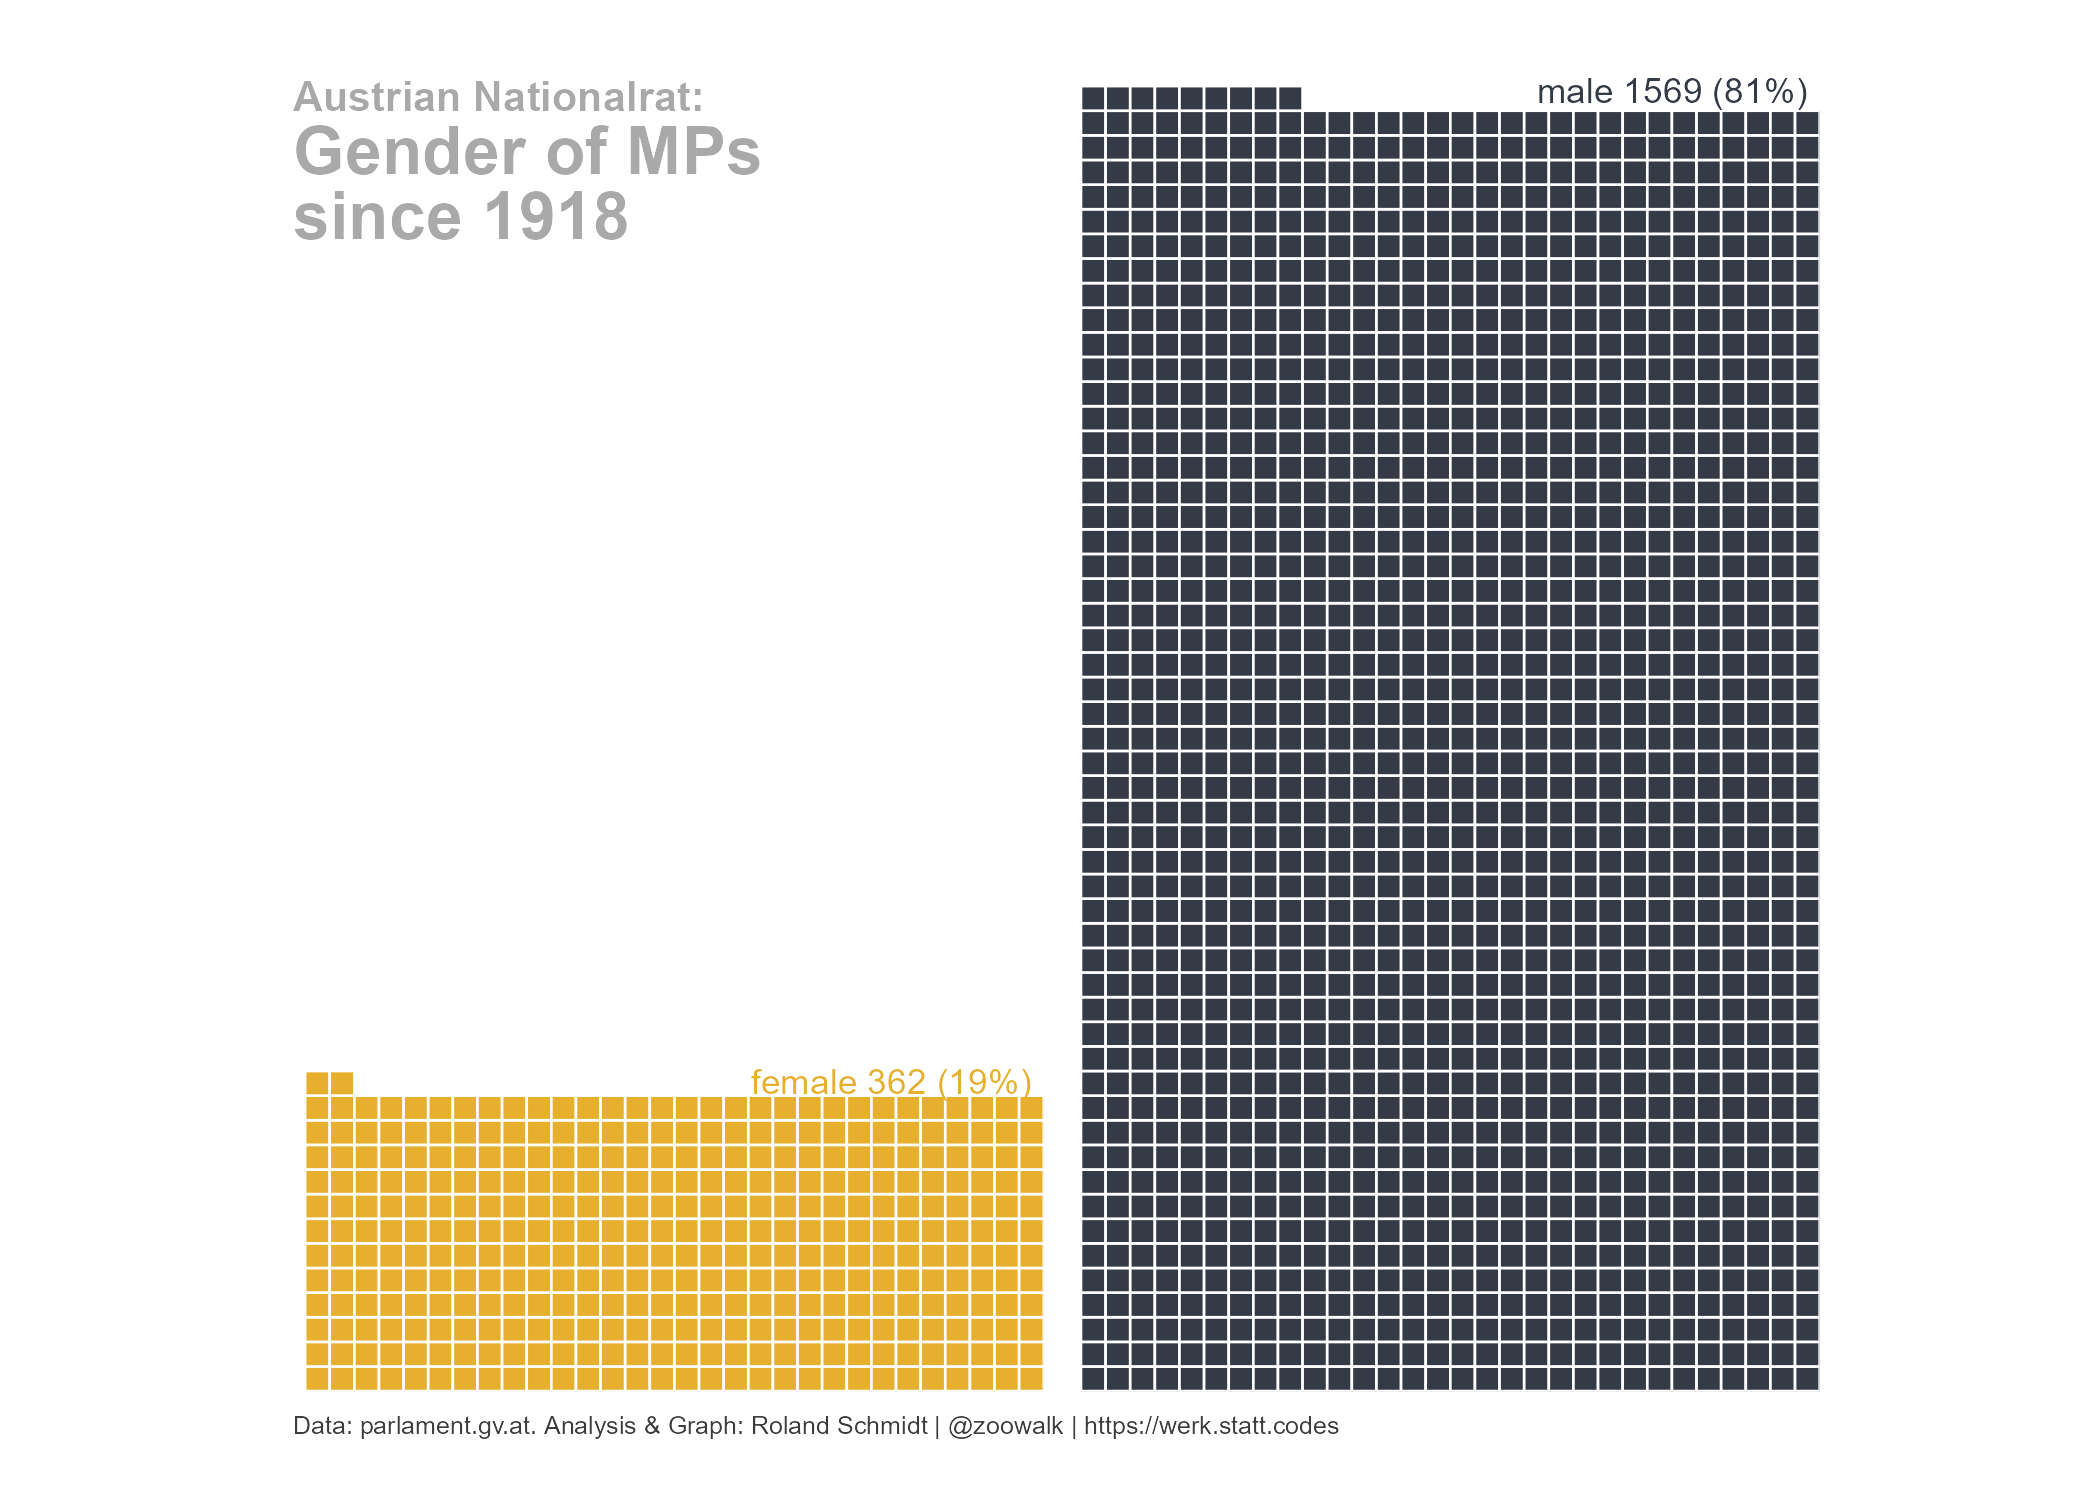 Austrian Nationalrat:
Gender of MPs
since 1918
male 1569 (81%)
female 362 (19%)
Data: parlament.gv.at. Analysis & Graph: Roland Schmidt | @zoowalk | https://werk.statt.codes